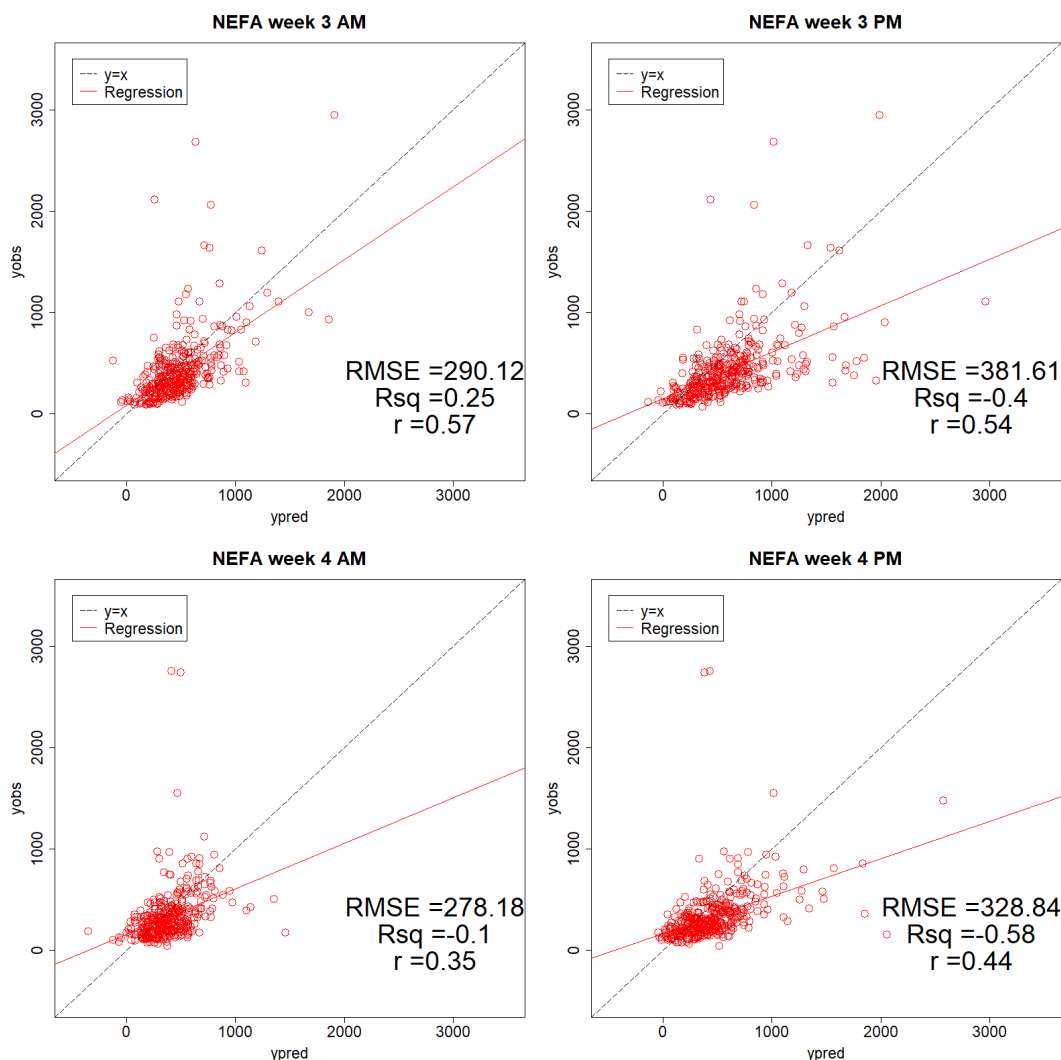 NEFA week 3 AM
y=x
Regression
3000
2000
1000
0
yobs
RMSE =290.12
Rsq =0.25
r =0.57
0 1000 2000 3000
ypred
NEFA week 3 PM
y=x
Regression
3000
2000
1000
0
yobs
RMSE =381.61
Rsq =-0.4
r =0.54
0 1000 2000 3000
ypred
NEFA week 4 AM
y=x
Regression
3000
2000
1000
0
yobs
RMSE =278.18
Rsq =-0.1
r =0.35
0 1000 2000 3000
ypred
NEFA week 4 PM
y=x
Regression
3000
2000
1000
0
yobs
RMSE =328.84
Rsq =-0.58
r =0.44
0 1000 2000 3000
ypred